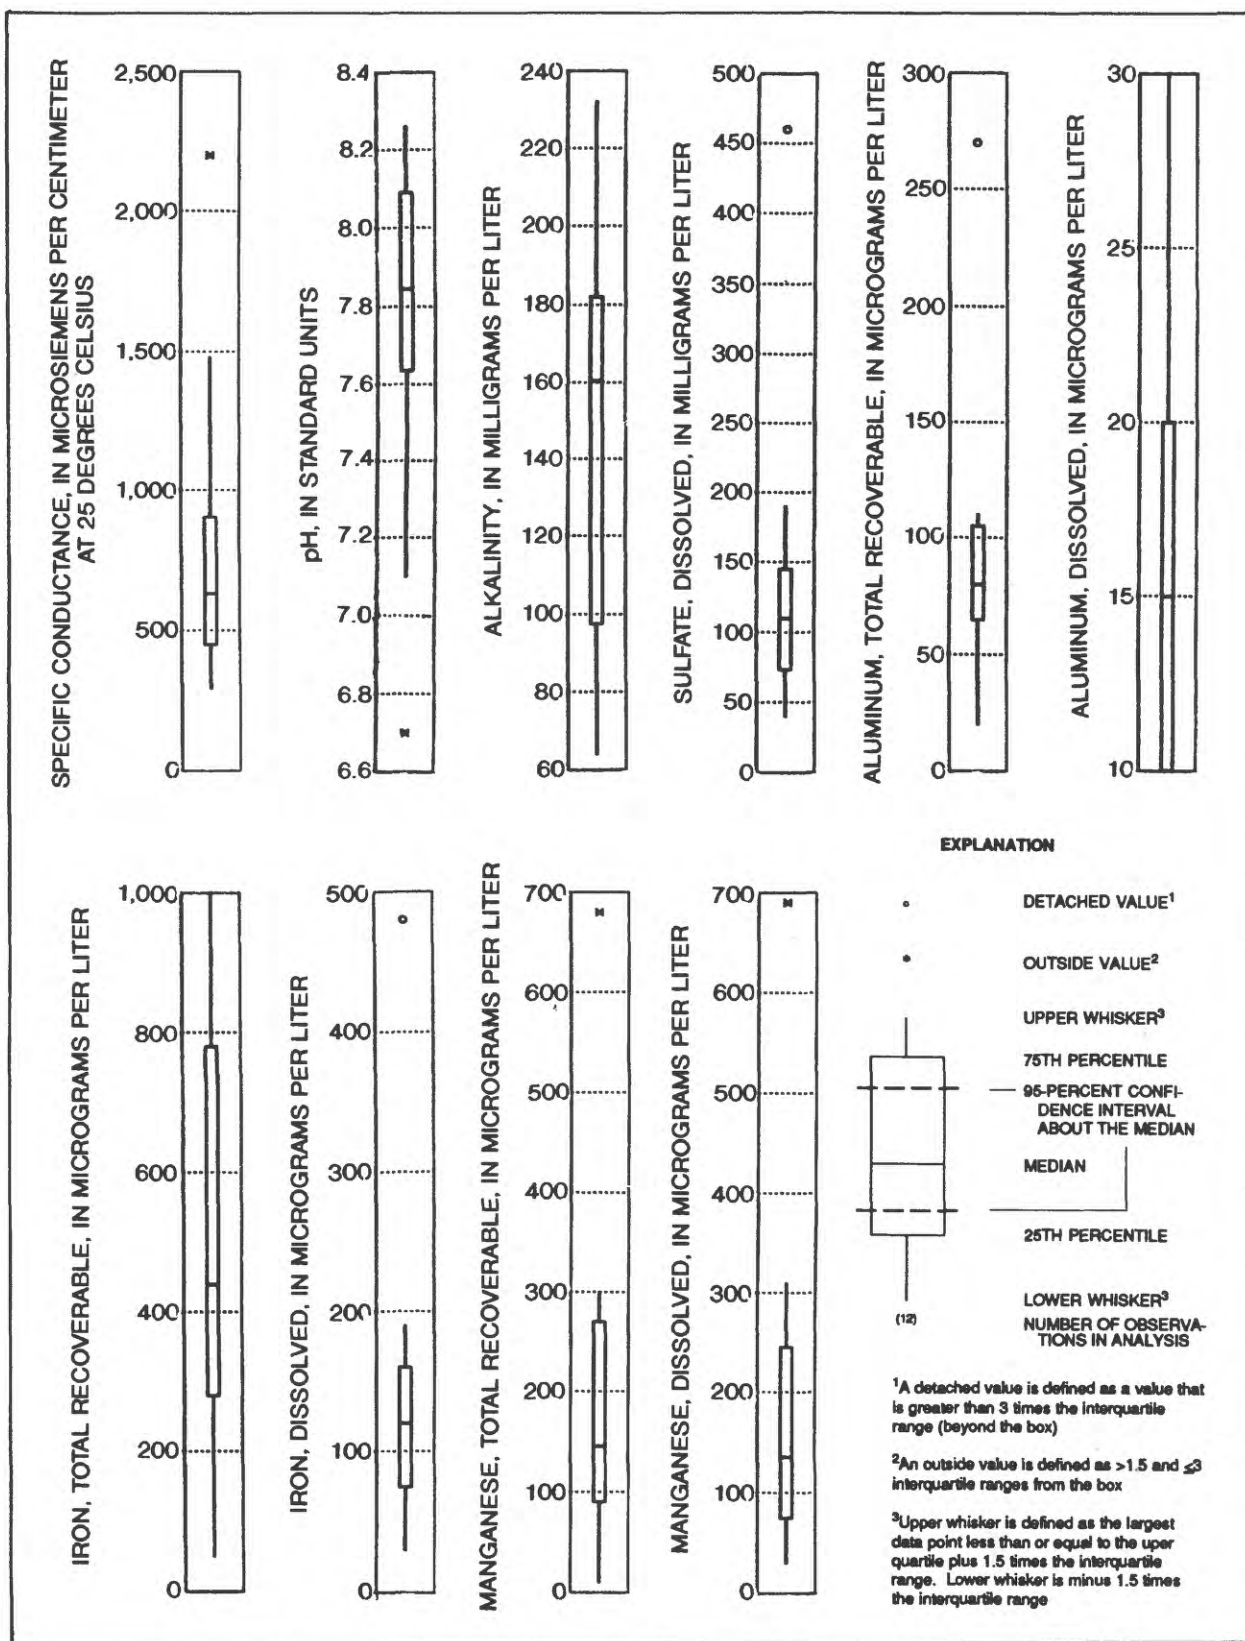 SPECIFIC CONDUCTANCE, IN MICROSIEMENS PER CENTIMETER
AT 25 DEGREES CELSIUS
2,500
2,000
1,500
1,000
500
0
pH, IN STANDARD UNITS
8.4
8.2
8.0
7.8
7.6
7.4
7.2
7.0
6.8
6.6
ALKALINITY, IN MILLIGRAMS PER LITER
240
220
200
180
160
140
120
100
80
60
SULFATE, DISSOLVED, IN MILLIGRAMS PER LITER
500
450
400
350
300
250
200
150
100
50
0
ALUMINUM, TOTAL RECOVERABLE, IN MICROGRAMS PER LITER
300
250
200
150
100
50
0
ALUMINUM, DISSOLVED, IN MICROGRAMS PER LITER
30
25
20
15
10
IRON, TOTAL RECOVERABLE, IN MICROGRAMS PER LITER
1,000
800
600
400
200
0
IRON, DISSOLVED, IN MICROGRAMS PER LITER
500
400
300
200
100
0
MANGANESE, TOTAL RECOVERABLE, IN MICROGRAMS PER LITER
700
600
500
400
300
200
100
0
MANGANESE, DISSOLVED, IN MICROGRAMS PER LITER
700
600
500
400
300
200
100
0
EXPLANATION
DETACHED VALUE¹
OUTSIDE VALUE²
UPPER WHISKER³
75TH PERCENTILE
95-PERCENT CONFI-
DENCE INTERVAL
ABOUT THE MEDIAN
MEDIAN
25TH PERCENTILE
LOWER WHISKER³
(12)
NUMBER OF OBSERVA-
TIONS IN ANALYSIS
¹A detached value is defined as a value that
is greater than 3 times the interquartile
range (beyond the box)
²An outside value is defined as >1.5 and ≤3
interquartile ranges from the box
³Upper whisker is defined as the largest
data point less than or equal to the uper
quartile plus 1.5 times the interquartile
range. Lower whisker is minus 1.5 times
the interquartile range